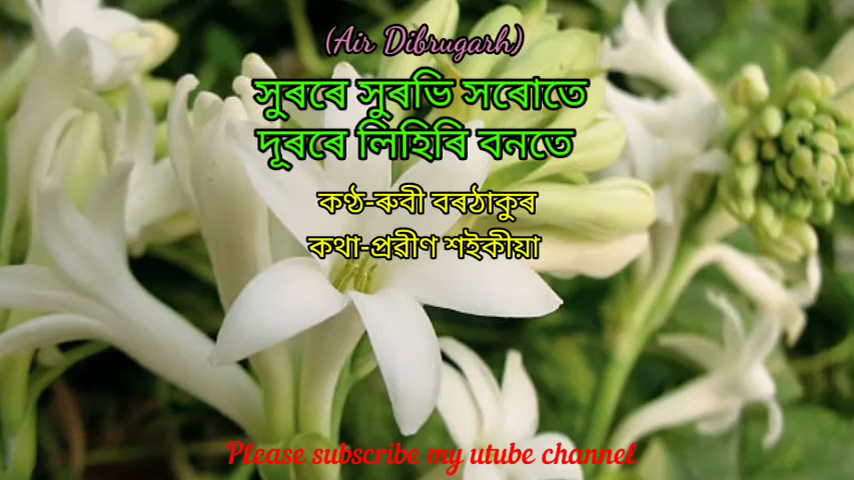 (Air Dibrugarh)
সুৰৰে সুৰভি সৰোতে
দূৰৰে লিহিৰি বনতে
কণ্ঠ-ৰুবী বৰঠাকুৰ
কথা-প্ৰৱীণ শইকীয়া
Please subscribe my utube channel